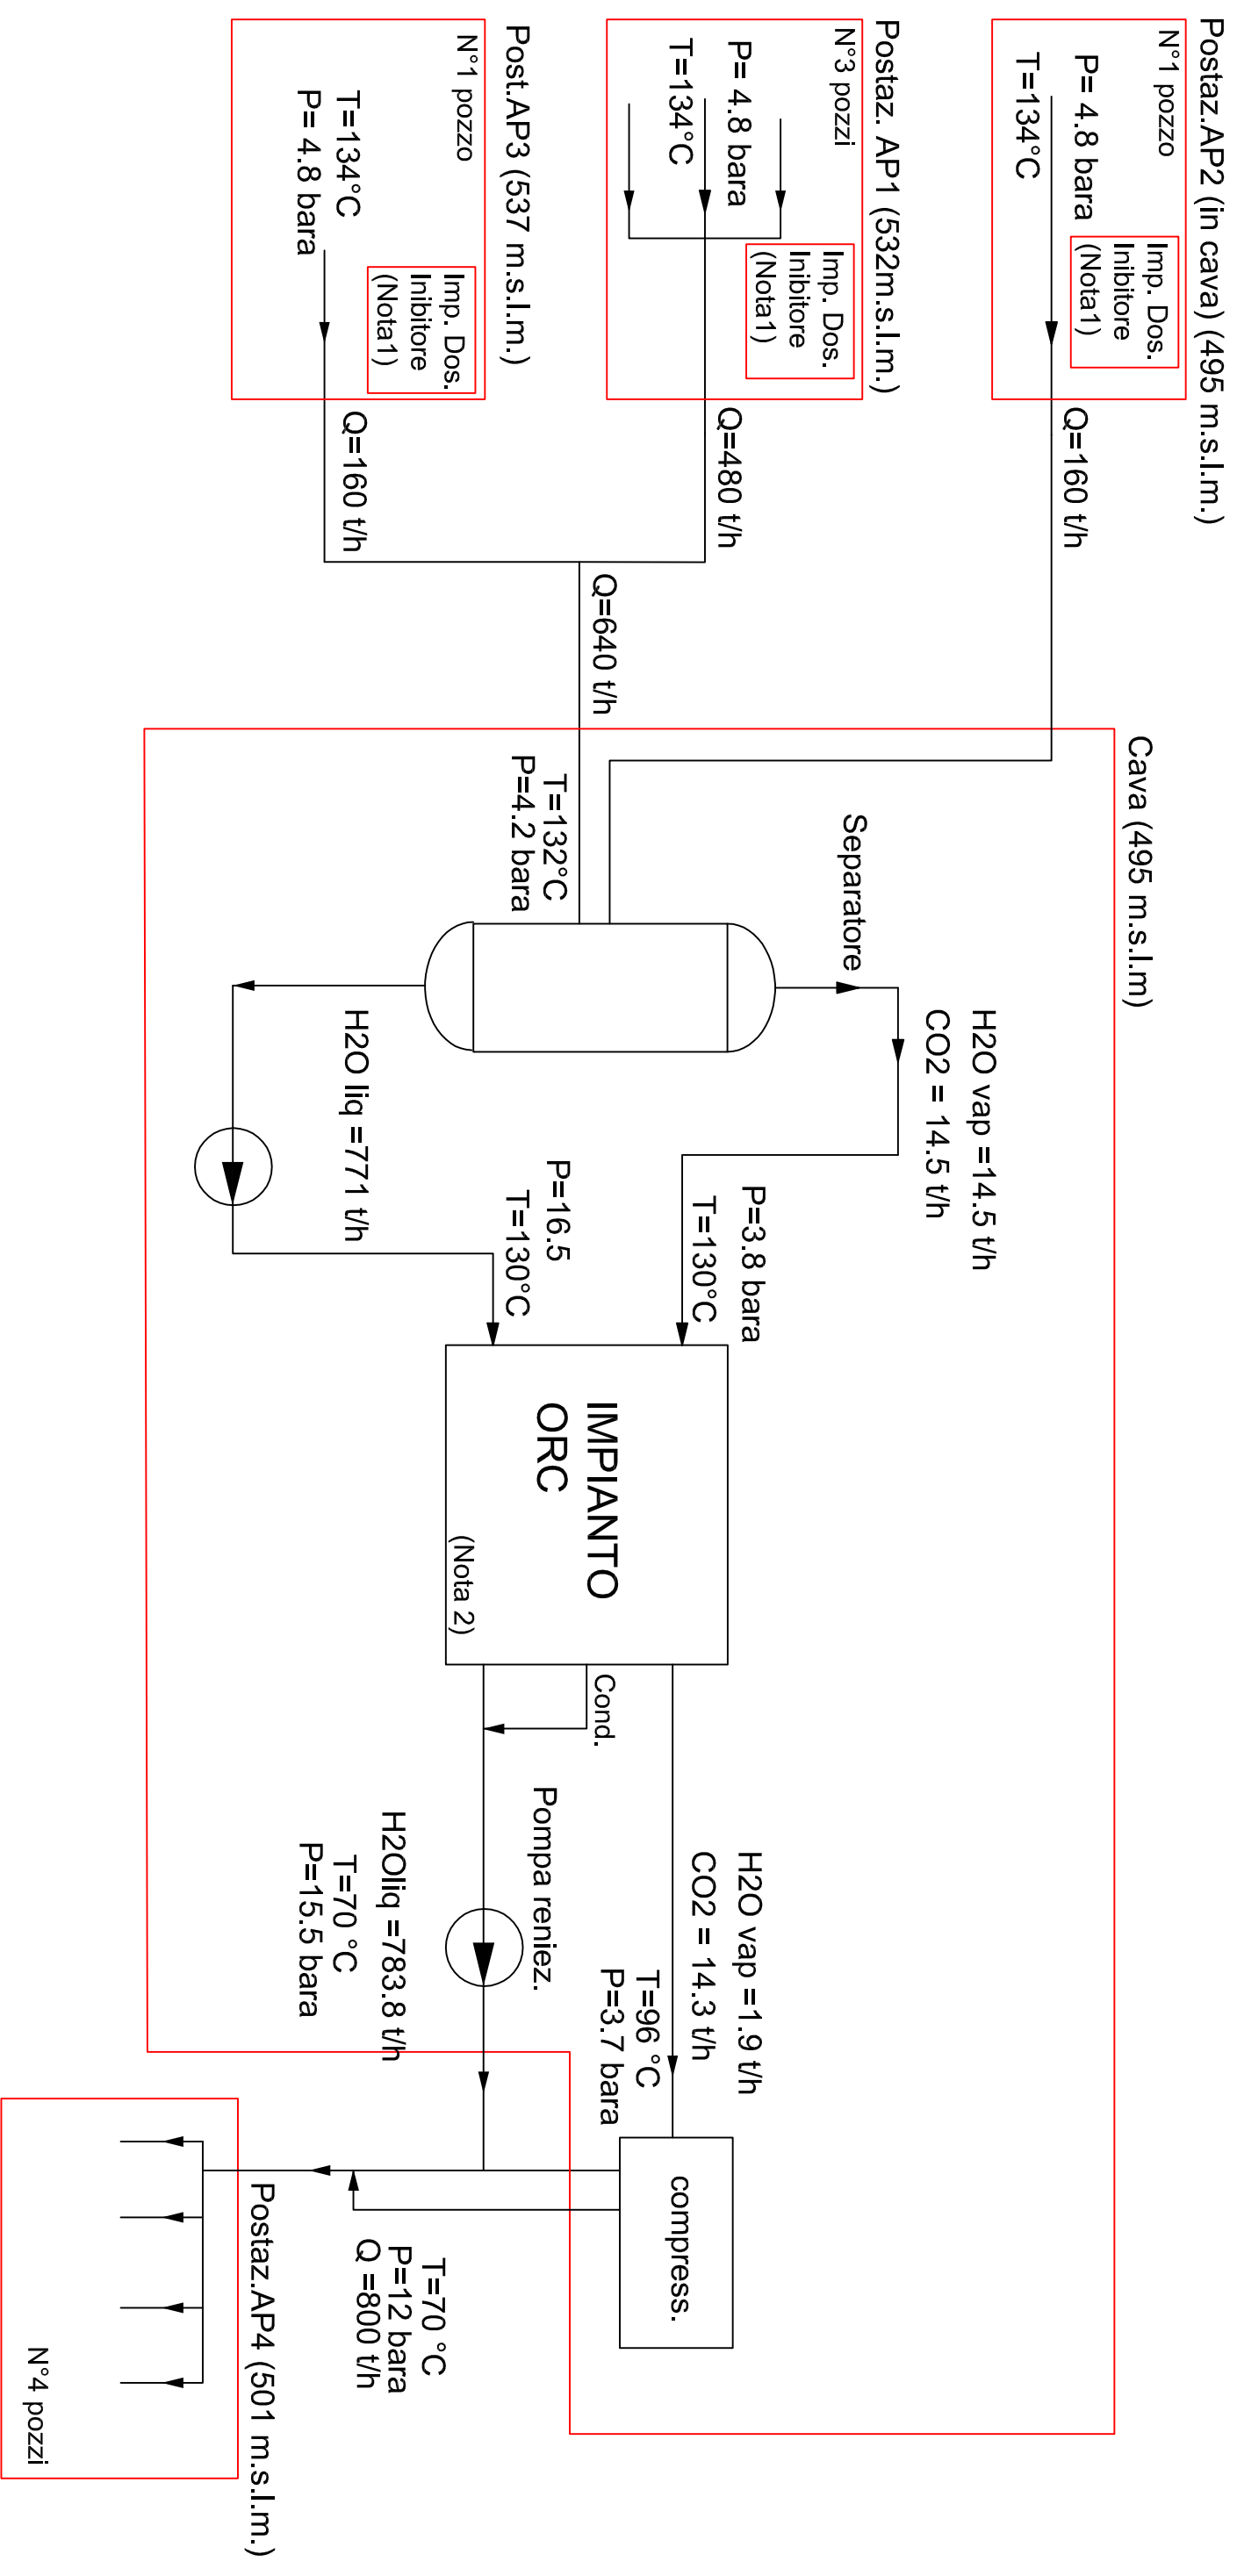 Postaz.AP2 (in cava) (495 m.s.l.m.)
N°1 pozzo
P= 4.8 bara
T=134°C
Imp. Dos.
Inibitore
(Nota1)
Q=160 t/h
Postaz. AP1 (532m.s.l.m.)
N°3 pozzi
P= 4.8 bara
T=134°C
Imp. Dos.
Inibitore
(Nota1)
Q=480 t/h
Post.AP3 (537 m.s.l.m.)
N°1 pozzo
T=134°C
P= 4.8 bara
Imp. Dos.
Inibitore
(Nota1)
Q=160 t/h
Q=640 t/h
Cava (495 m.s.l.m)
T=132°C
P=4.2 bara
Separatore
H2O vap =14.5 t/h
CO2 = 14.5 t/h
H2O liq =771 t/h
P=3.8 bara
T=130°C
P=16.5
T=130°C
IMPIANTO
ORC
(Nota 2)
Cond.
Pompa reniez.
H2Oliq =783.8 t/h
T=70 °C
P=15.5 bara
H2O vap =1.9 t/h
CO2 = 14.3 t/h
T=96 °C
P=3.7 bara
compress.
T=70 °C
P=12 bara
Q =800 t/h
Postaz.AP4 (501 m.s.l.m.)
N°4 pozzi